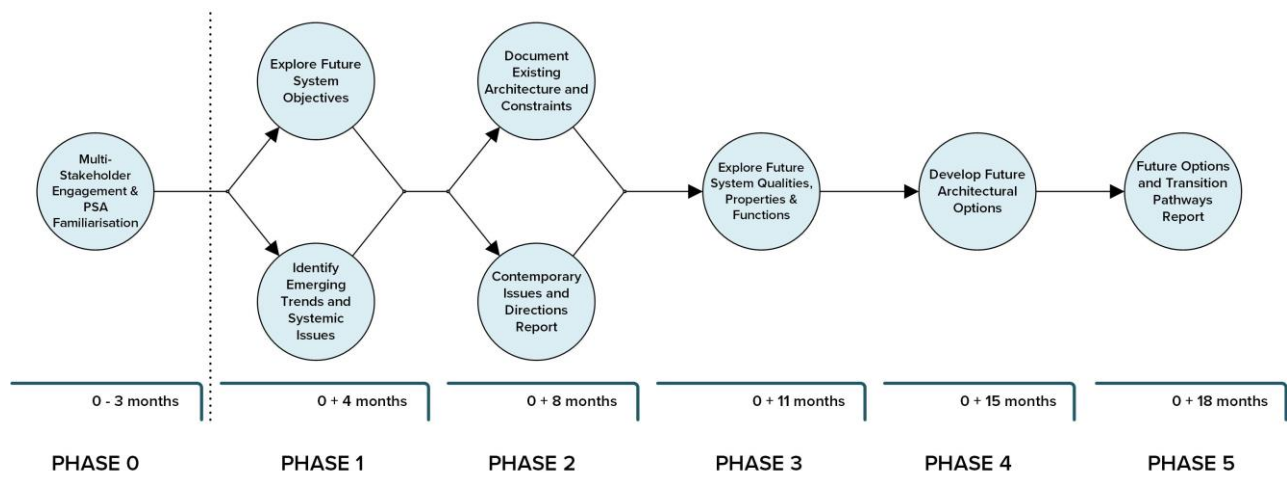 Multi-
Stakeholder
Engagement &
PSA
Familiarisation
Explore Future
System
Objectives
Identify
Emerging
Trends and
Systemic
Issues
Document
Existing
Architecture and
Constraints
Contemporary
Issues and
Directions
Report
Explore Future
System Qualities,
Properties &
Functions
Develop Future
Architectural
Options
Future Options
and Transition
Pathways
Report
0 - 3 months
0 + 4 months
0 + 8 months
0 + 11 months
0 + 15 months
0 + 18 months
PHASE 0
PHASE 1
PHASE 2
PHASE 3
PHASE 4
PHASE 5